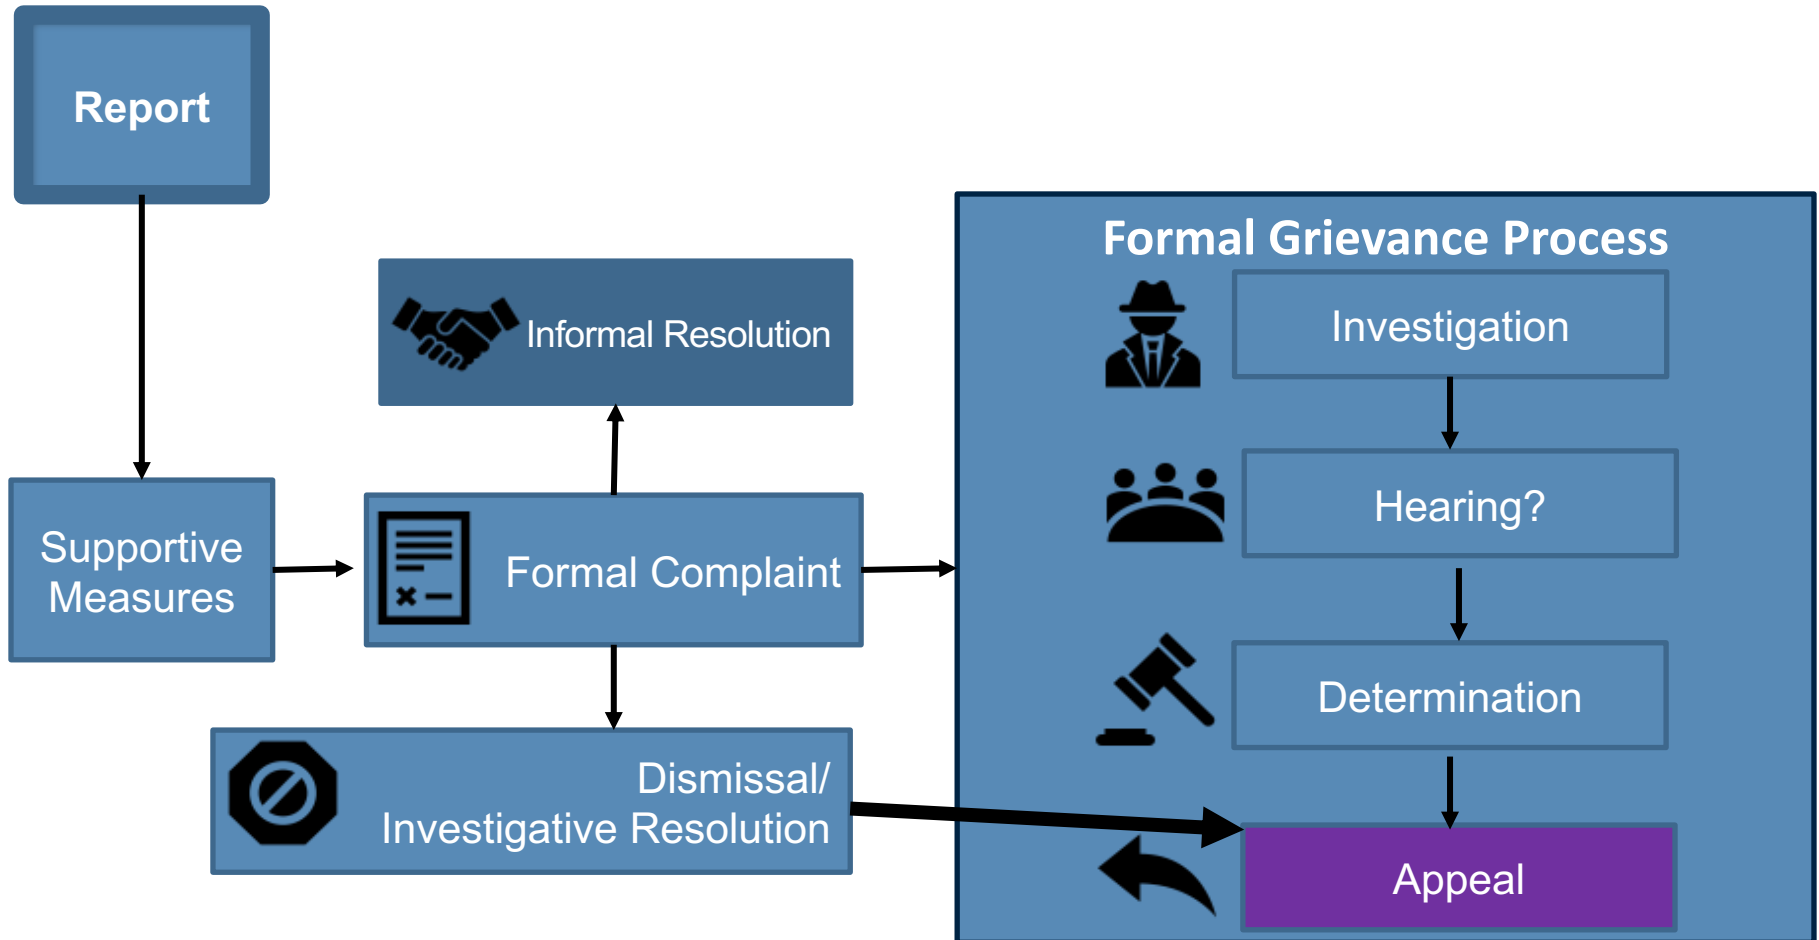 Report
Supportive
Measures
Informal Resolution
Formal Complaint
Dismissal/
Investigative Resolution
Formal Grievance Process
Investigation
Hearing?
Determination
Appeal